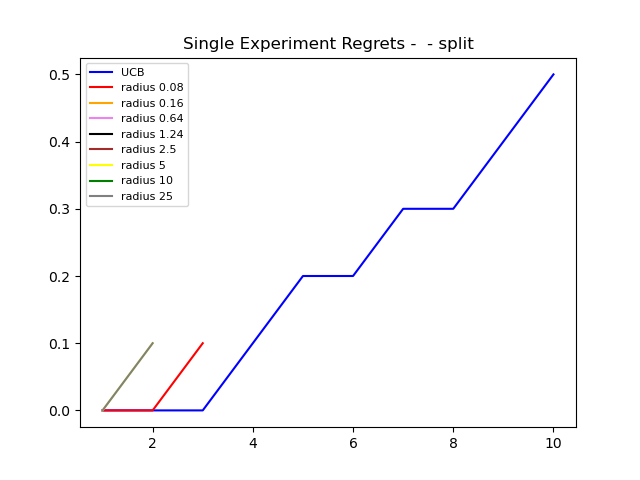 Single Experiment Regrets -  - split
UCB
radius 0.08
radius 0.16
radius 0.64
radius 1.24
radius 2.5
radius 5
radius 10
radius 25
0.5
0.4
0.3
0.2
0.1
0.0
2 4 6 8 10